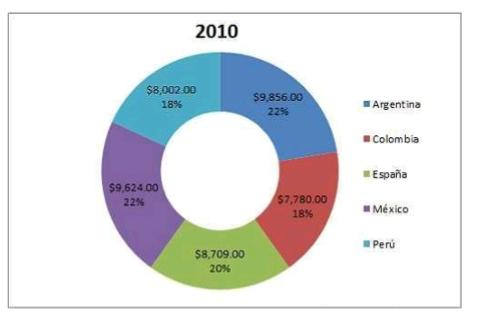 2010
$9,856.00
22%
$7,780.00
18%
$8,709.00
20%
$9,624.00
22%
$8,002.00
18%
Argentina
Colombia
España
México
Perú